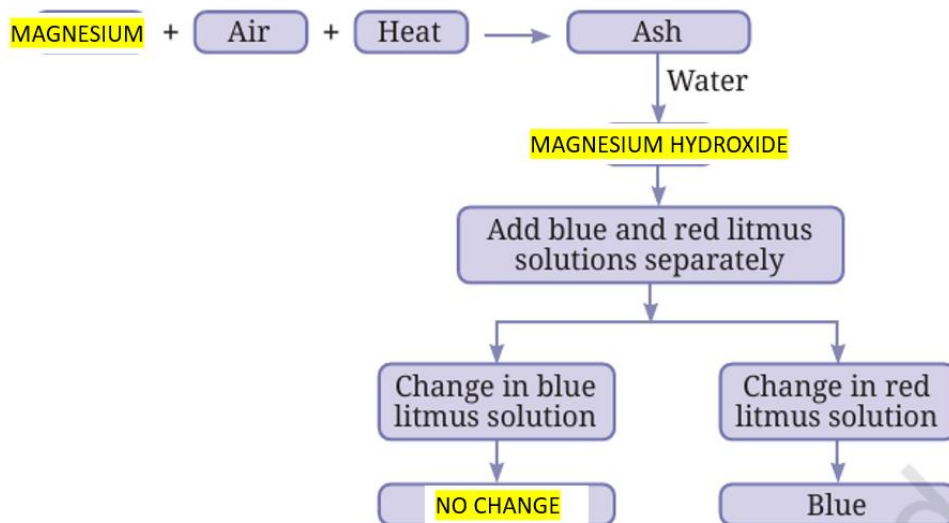 MAGNESIUM + Air + Heat Ash
Water
MAGNESIUM HYDROXIDE
Add blue and red litmus
solutions separately
Change in blue
litmus solution
Change in red
litmus solution
NO CHANGE
Blue